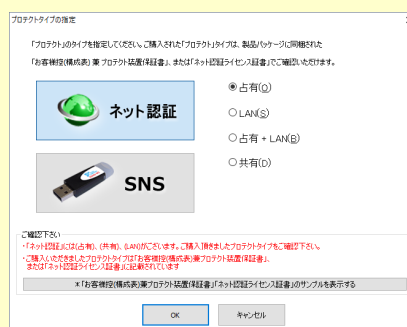 プロテクトタイプの指定
「プロテクト」のタイプを指定してください。ご購入された「プロテクト」タイプは、製品パッケージに同梱された
「お客様控(構成表) 兼 プロテクト装置保証書」、または「ネット認証ライセンス証書」でご確認いただけます。
ネット認証
SNS
占有(O)
LAN(S)
占有 + LAN(B)
共有(D)
ご確認下さい
・「ネット認証」には(占有)、(共有)、(LAN)がございます。ご購入頂きましたプロテクトタイプをご確認下さい。
・ご購入いただきましたプロテクトタイプは「お客様控(構成表)兼プロテクト装置保証書」、
または「ネット認証ライセンス証書」に記載されています
＊「お客様控(構成表)兼プロテクト装置保証書」「ネット認証ライセンス証書」のサンプルを表示する
OK
キャンセル